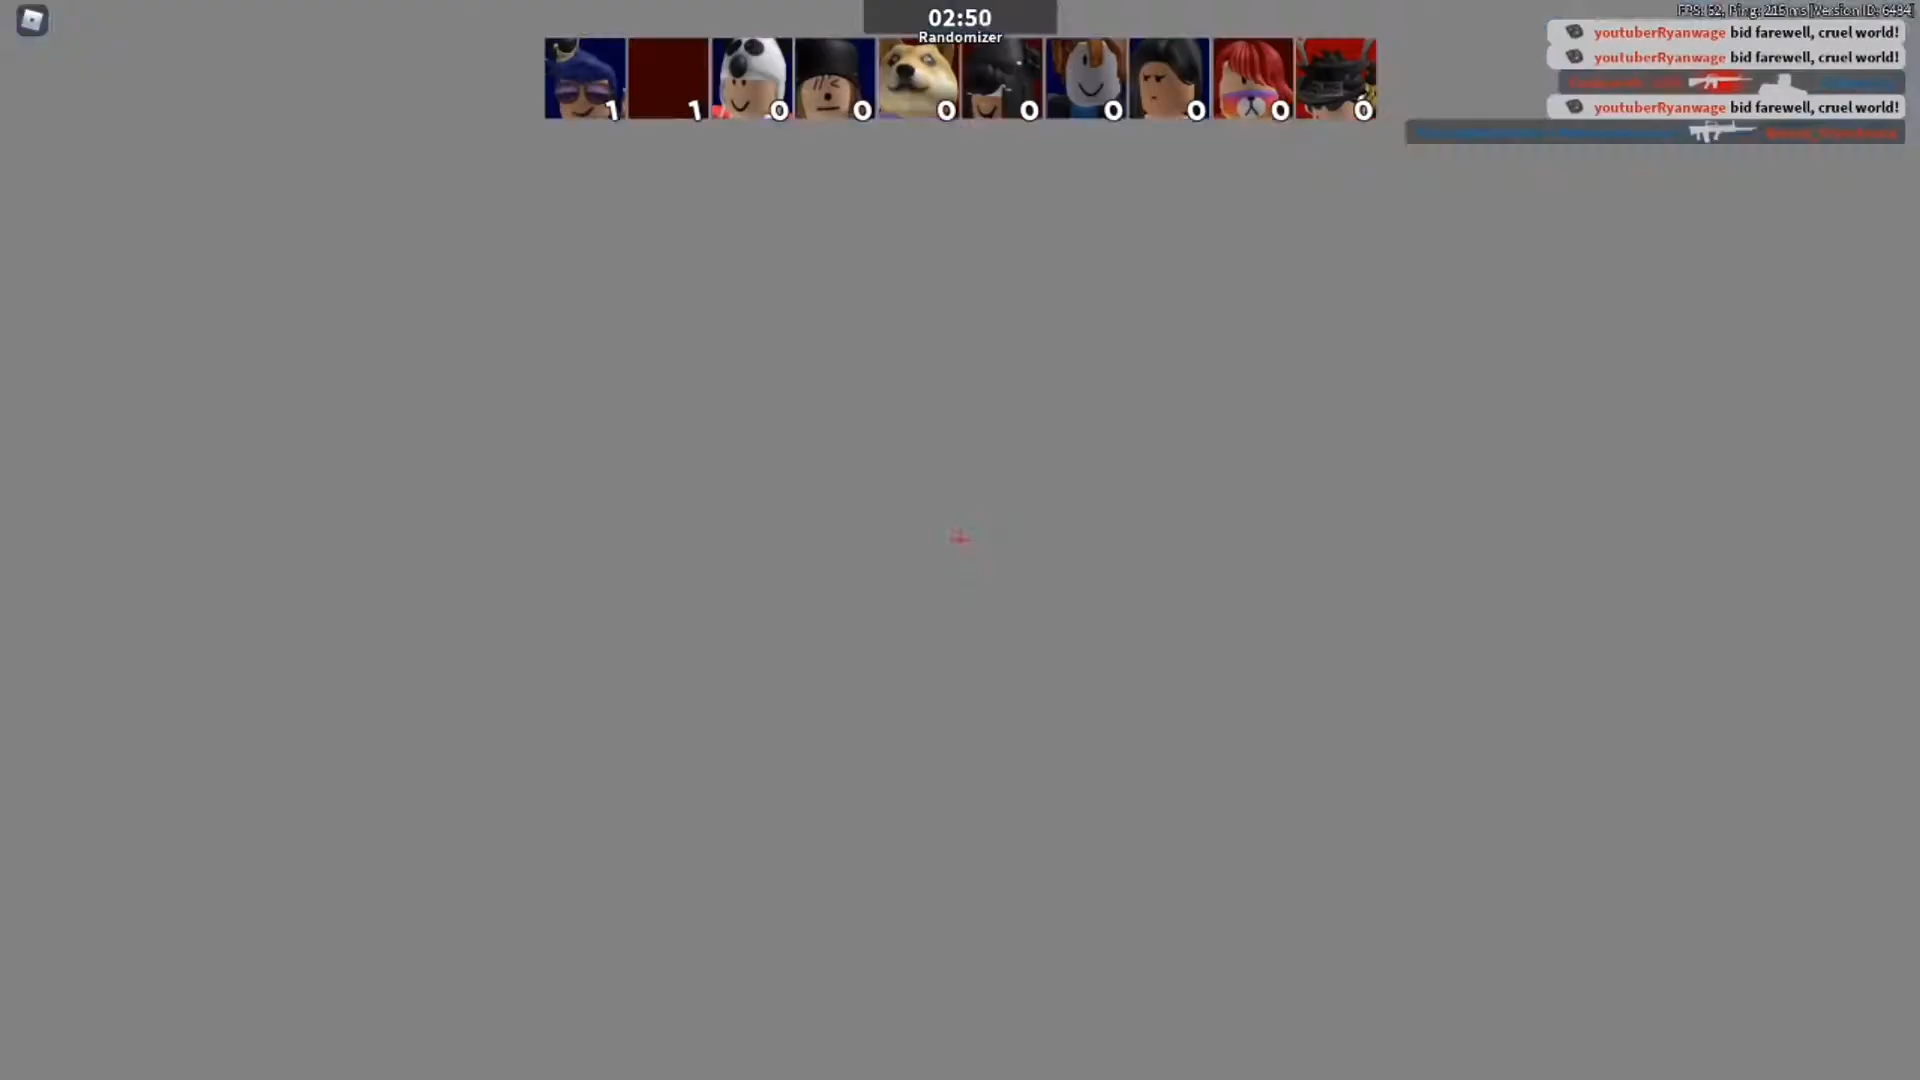 FPS: 52, Ping: 215 ms [Version ID: 6484]
02:50
Randomizer
1 1 0 0 0 0 0 0 0 0
youtuberRyanwage bid farewell, cruel world!
youtuberRyanwage bid farewell, cruel world!
youtuberRyanwage bid farewell, cruel world!